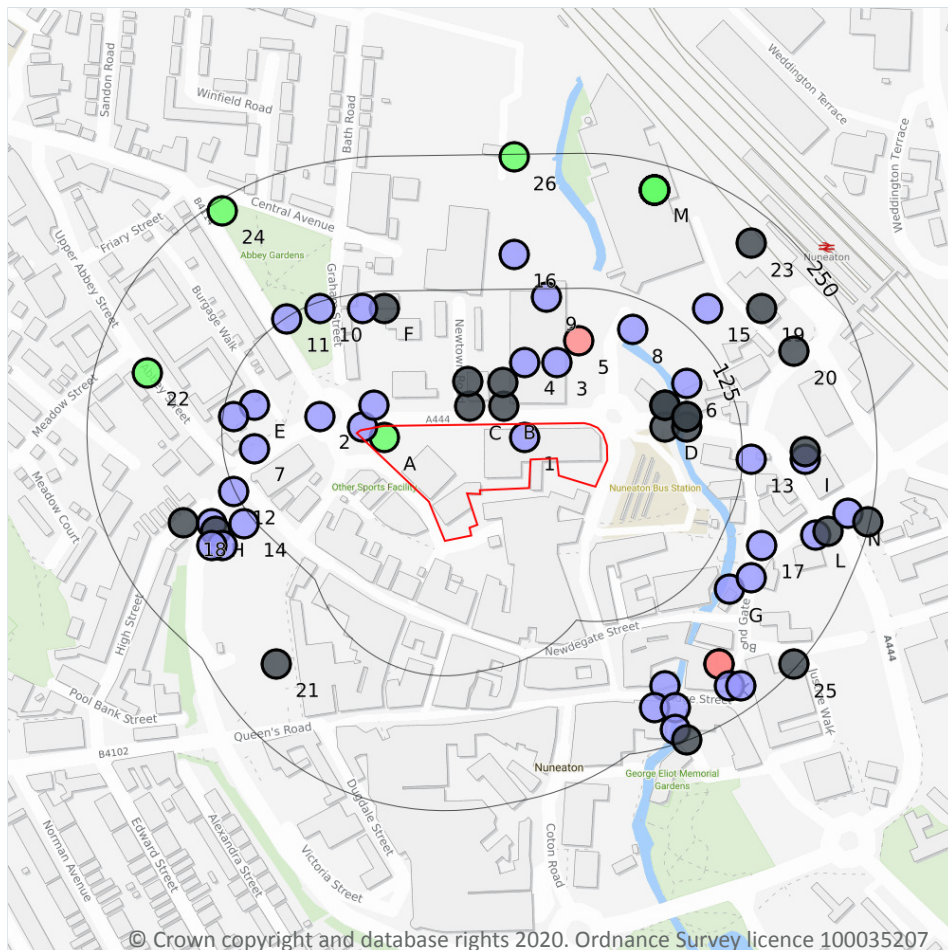 Sandon Road
Winfield Road
Bath Road
Weddington Terrace
Weddington Terrace
26
M
24
Central Avenue
Friary Street
Abbey Gardens
Upper Abbey Street
Burgage Walk
Graham Street
23
Nuneaton
250
16
9
F
10
11
15
19
20
8
5
3
4
125
6
22
Abbey Street
Meadow Street
A444
C
B
D
E
2
A
1
7
Other Sports Facility
Nuneaton Bus Station
13
I
Meadow Court
12
18
H
14
N
L
17
G
High Street
Newdegate Street
A444
21
25
Pool Bank Street
Queen's Road
B4102
Nuneaton
George Eliot Memorial
Gardens
Dugdale Street
Coton Road
Norman Avenue
Edward Street
Alexandra Street
Victoria Street
© Crown copyright and database rights 2020. Ordnance Survey licence 100035207